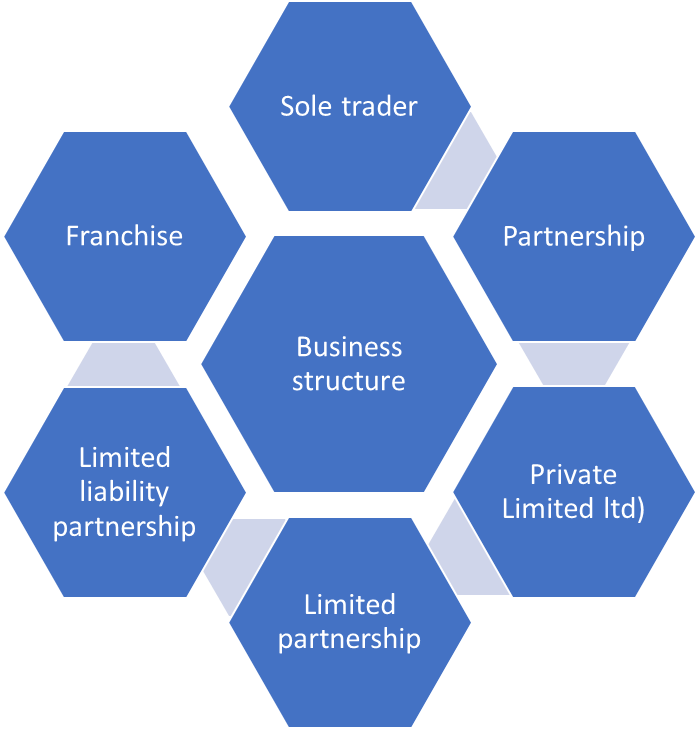 Sole trader
Partnership
Private
Limited ltd)
Limited
partnership
Limited
liability
partnership
Franchise
Business
structure